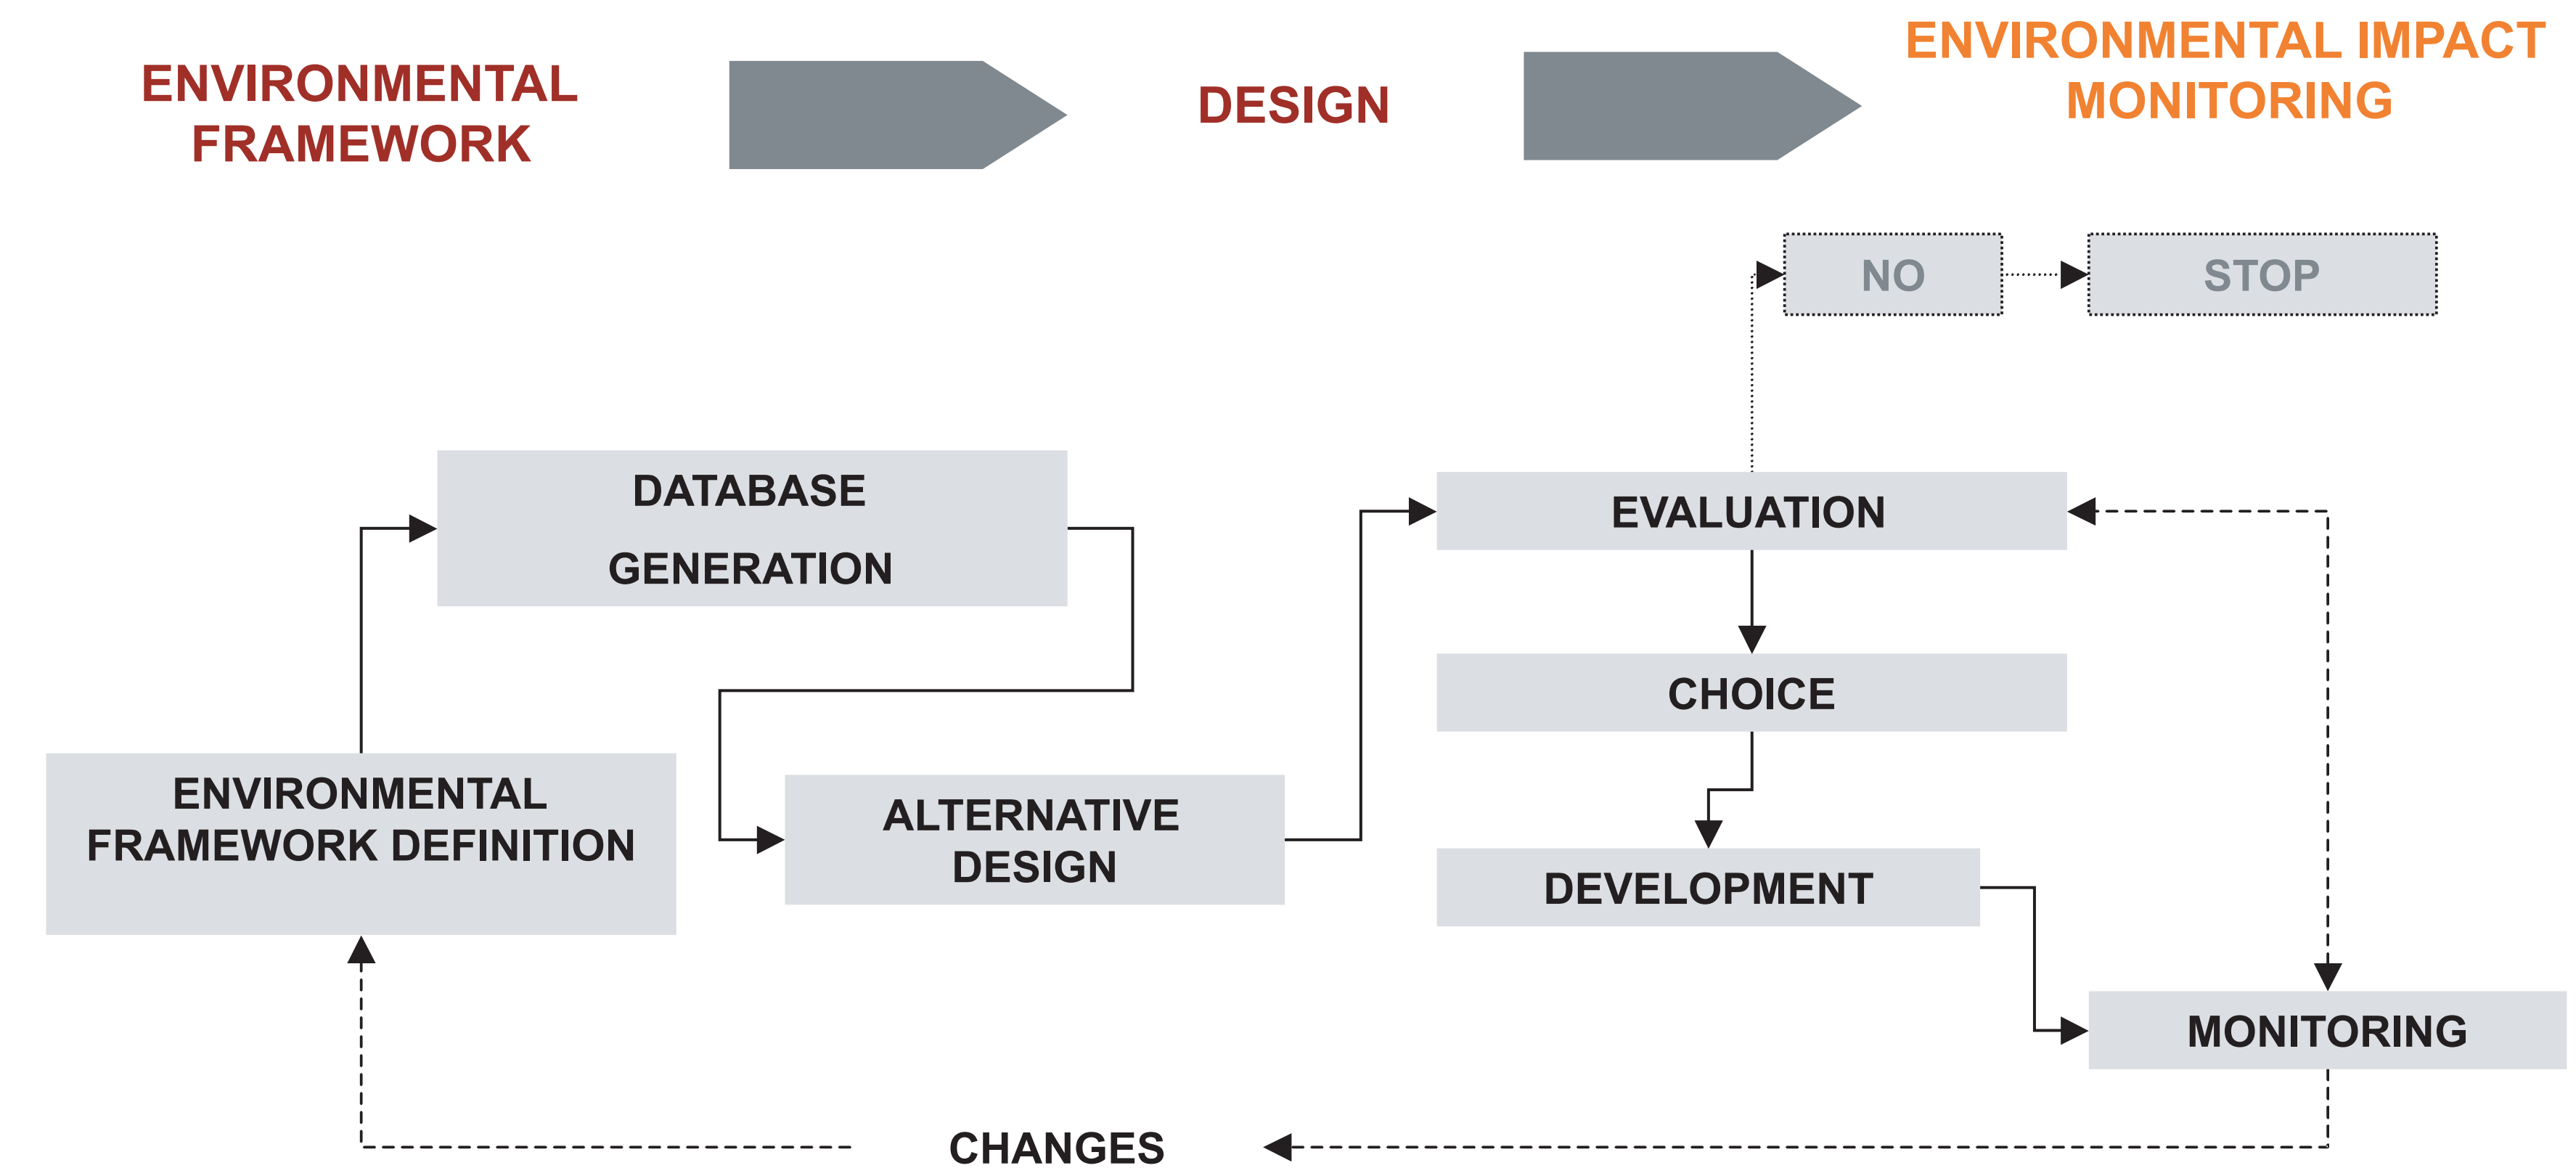 ENVIRONMENTAL
FRAMEWORK
DESIGN
ENVIRONMENTAL IMPACT
MONITORING
NO
STOP
DATABASE
GENERATION
EVALUATION
CHOICE
ENVIRONMENTAL
FRAMEWORK DEFINITION
ALTERNATIVE
DESIGN
DEVELOPMENT
MONITORING
CHANGES